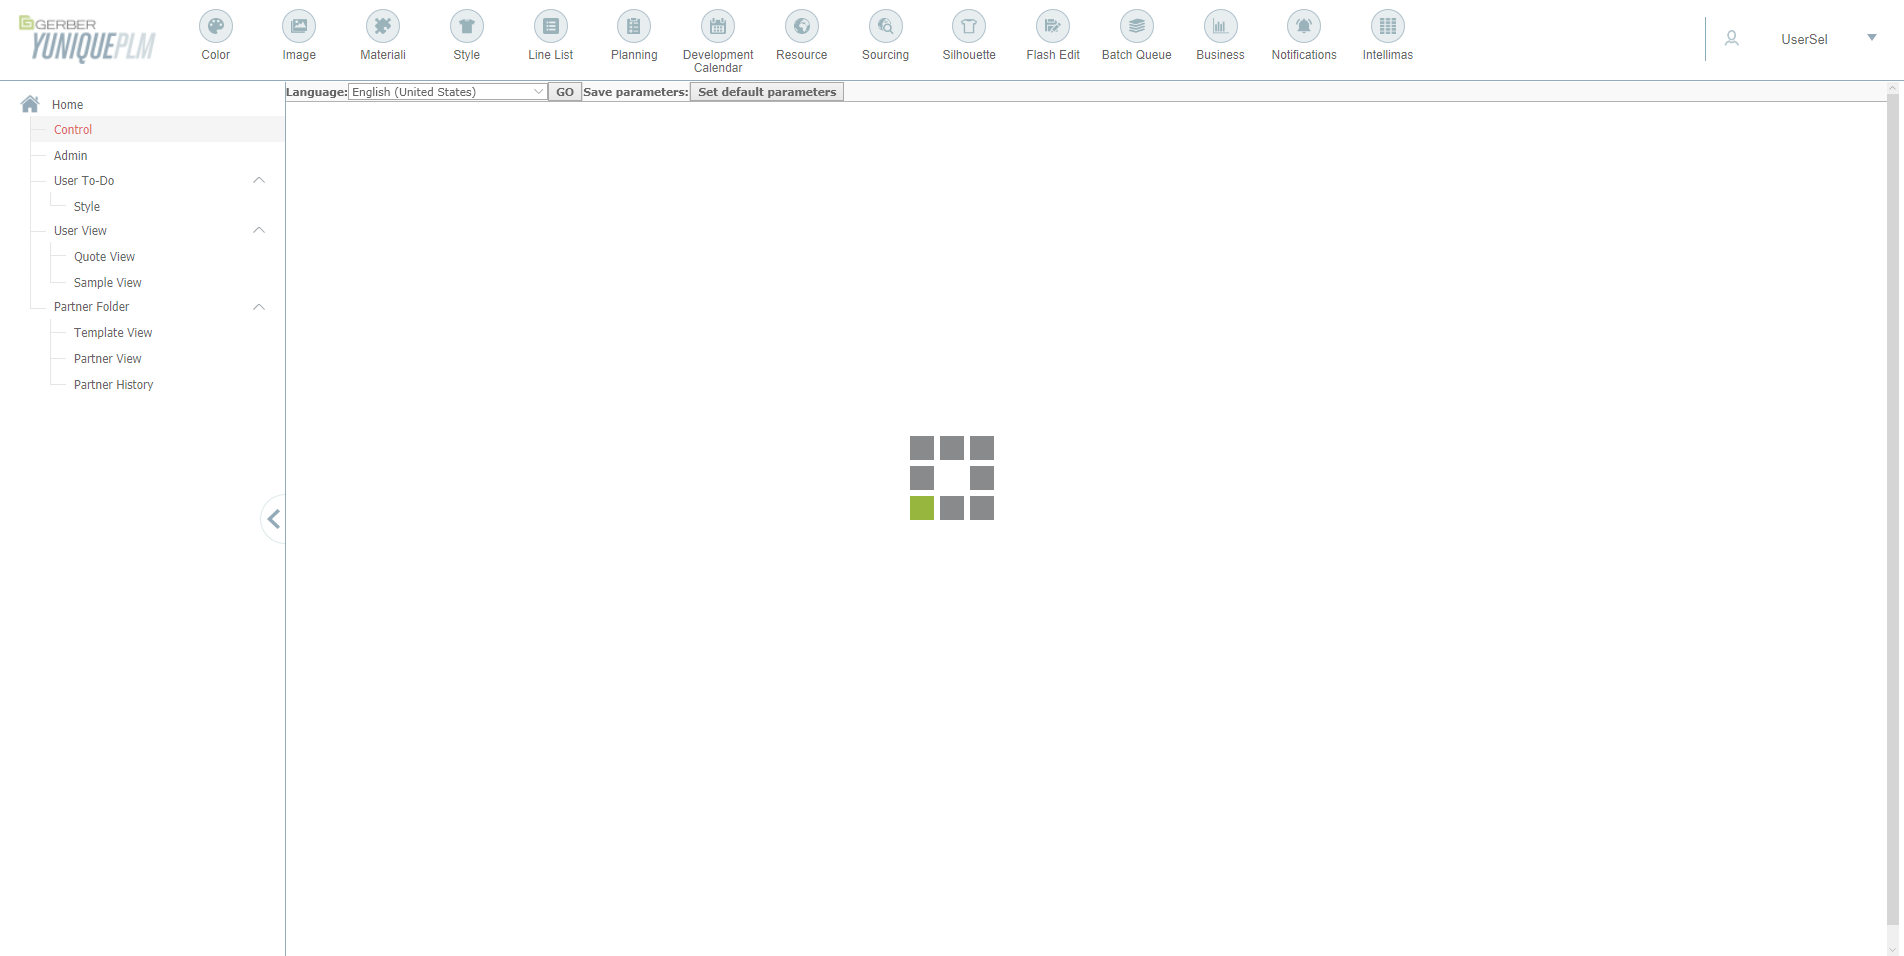 GERBER
YUNIQUEPLM
Color
Image
Materiali
Style
Line List
Planning
Development
Calendar
Resource
Sourcing
Silhouette
Flash Edit
Batch Queue
Business
Notifications
Intellimas
UserSel
Home
Control
Admin
User To-Do
Style
User View
Quote View
Sample View
Partner Folder
Template View
Partner View
Partner History
Language: English (United States) GO Save parameters: Set default parameters